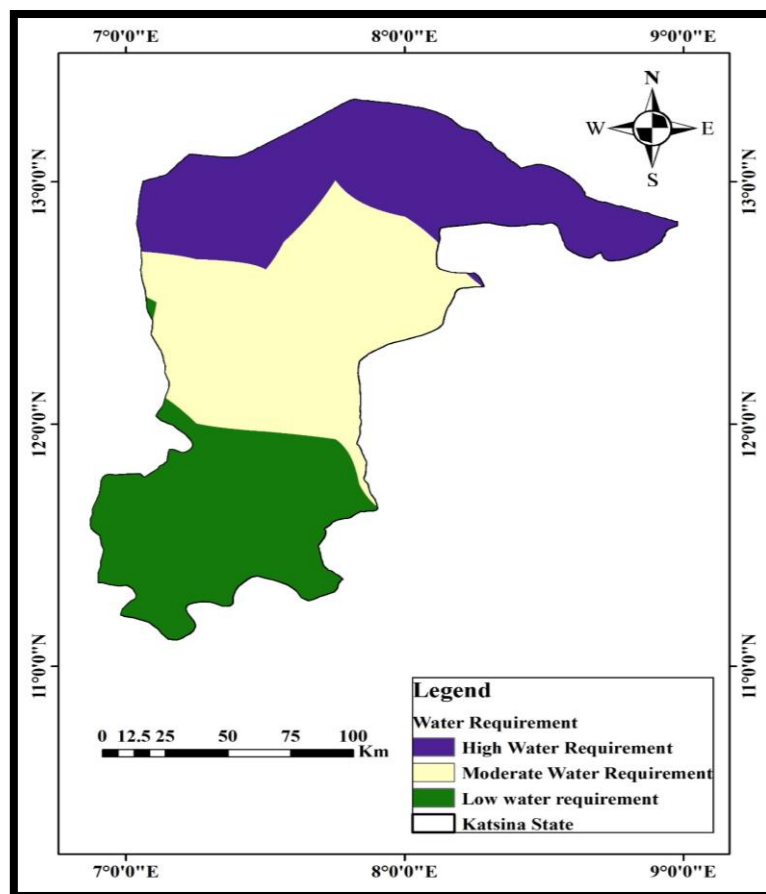 7°0'0"E 8°0'0"E 9°0'0"E
N
W E
S
13°0'0"N 13°0'0"N
12°0'0"N 12°0'0"N
11°0'0"N 11°0'0"N
Legend
Water Requirement
High Water Requirement
Moderate Water Requirement
Low water requirement
Katsina State
0 12.5 25 50 75 100
Km
7°0'0"E 8°0'0"E 9°0'0"E